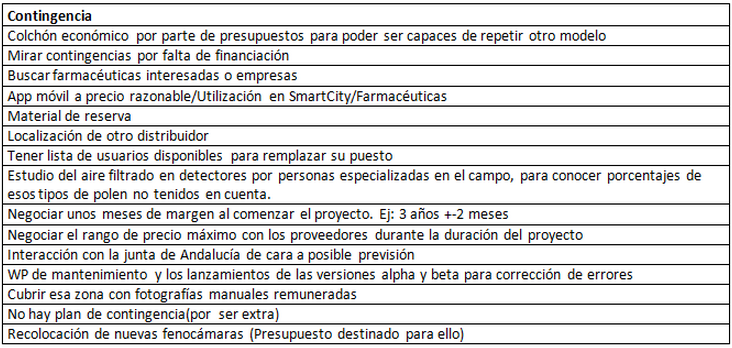 Contingencia
Colchón económico por parte de presupuestos para poder ser capaces de repetir otro modelo
Mirar contingencias por falta de financiación
Buscar farmacéuticas interesadas o empresas
App móvil a precio razonable/Utilización en SmartCity/Farmacéuticas
Material de reserva
Localización de otro distribuidor
Tener lista de usuarios disponibles para remplazar su puesto
Estudio del aire filtrado en detectores por personas especializadas en el campo, para conocer porcentajes de
esos tipos de polen no tenidos en cuenta.
Negociar unos meses de margen al comenzar el proyecto. Ej: 3 años +-2 meses
Negociar el rango de precio máximo con los proveedores durante la duración del proyecto
Interacción con la junta de Andalucía de cara a posible previsión
WP de mantenimiento y los lanzamientos de las versiones alpha y beta para corrección de errores
Cubrir esa zona con fotografías manuales remuneradas
No hay plan de contingencia(por ser extra)
Recolocación de nuevas fenocámaras (Presupuesto destinado para ello)